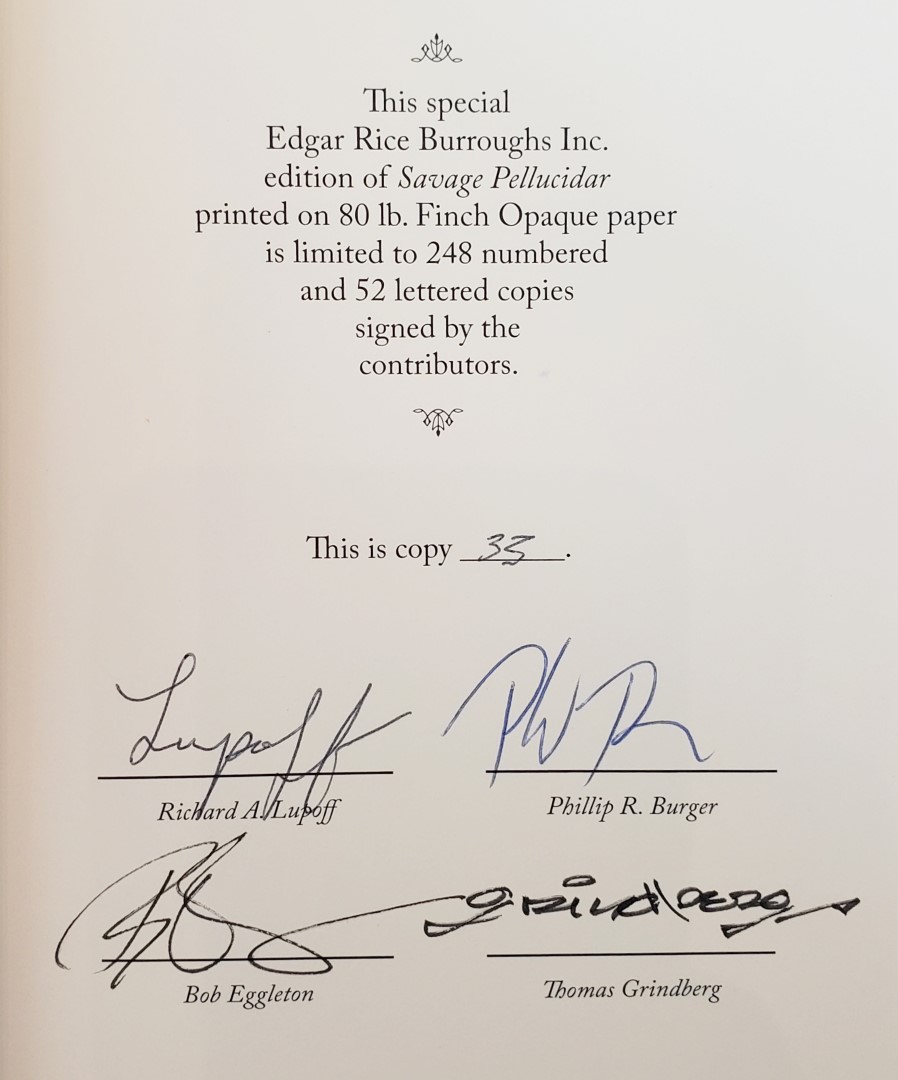 This special
Edgar Rice Burroughs Inc.
edition of Savage Pellucidar
printed on 80 lb. Finch Opaque paper
is limited to 248 numbered
and 52 lettered copies
signed by the
contributors.
This is copy 33.
Lupoff
Richard A. Lupoff
Phillip R. Burger
Grindberg
Bob Eggleton
Thomas Grindberg